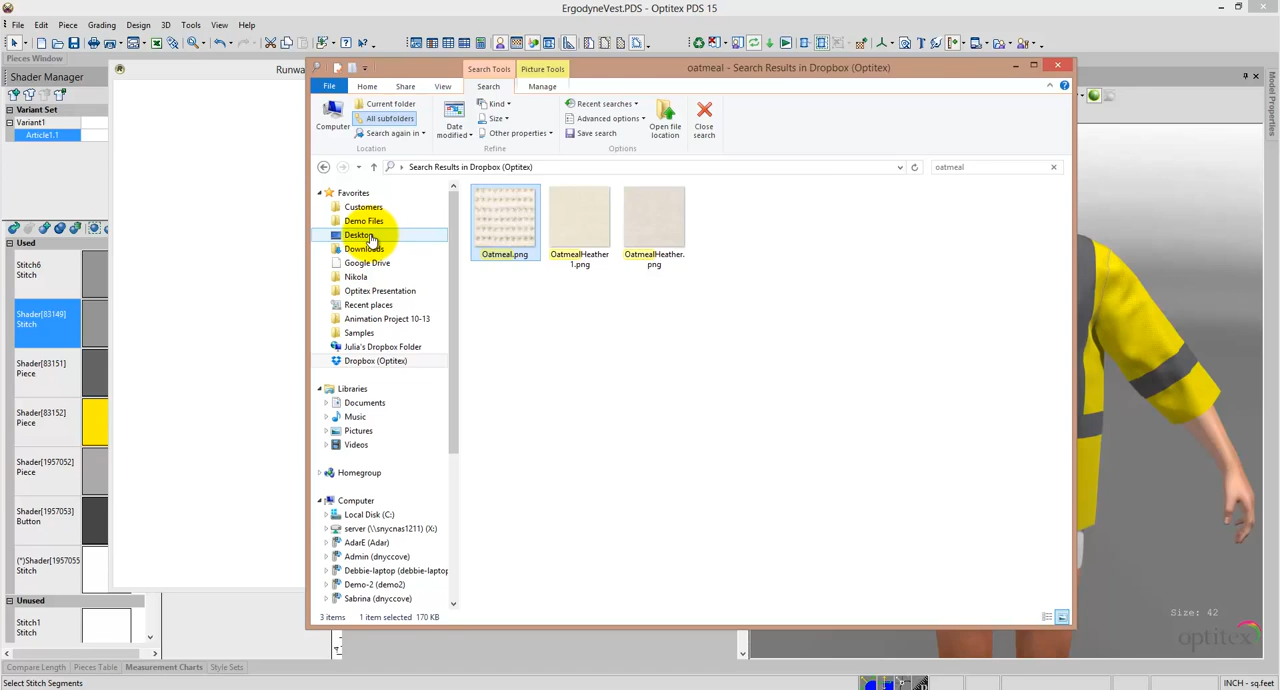 ErgodyneVest.PDS - Optitex PDS 15
File Edit Piece Grading Design 3D Tools View Help
Pieces Window
Shader Manager
Variant Set
Variant1
Article1.1
Used
Stitch6
Stitch
Shader[83149]
Stitch
Shader[83151]
Piece
Shader[83152]
Piece
Shader[1957052]
Piece
Shader[1957053]
Button
(*)Shader[1957055
Stitch
Unused
Stitch1
Stitch
Runwa
Search Tools Picture Tools
oatmeal - Search Results in Dropbox (Optitex)
File Home Share View Search Manage
Computer
Current folder
All subfolders
Search again in
Location
Date
modified
Kind
Size
Other properties
Refine
Recent searches
Advanced options
Save search
Open file
location
Options
Close
search
Search Results in Dropbox (Optitex)
oatmeal
Favorites
Customers
Demo Files
Desktop
Downloads
Google Drive
Nikola
Optitex Presentation
Recent places
Animation Project 10-13
Samples
Julia's Dropbox Folder
Dropbox (Optitex)
Libraries
Documents
Music
Pictures
Videos
Homegroup
Computer
Local Disk (C:)
server (\\snycnas1211) (X:)
AdarE (Adar)
Admin (dnyccove)
Debbie-laptop (debbie-laptop
Demo-2 (demo2)
Sabrina (dnyccove)
Oatmeal.png
OatmealHeather
1.png
OatmealHeather.
png
3 items 1 item selected 170 KB
Properties Window
Size: 42
optitex
Compare Length Pieces Table Measurement Charts Style Sets
Select Stitch Segments
INCH - sq.feet